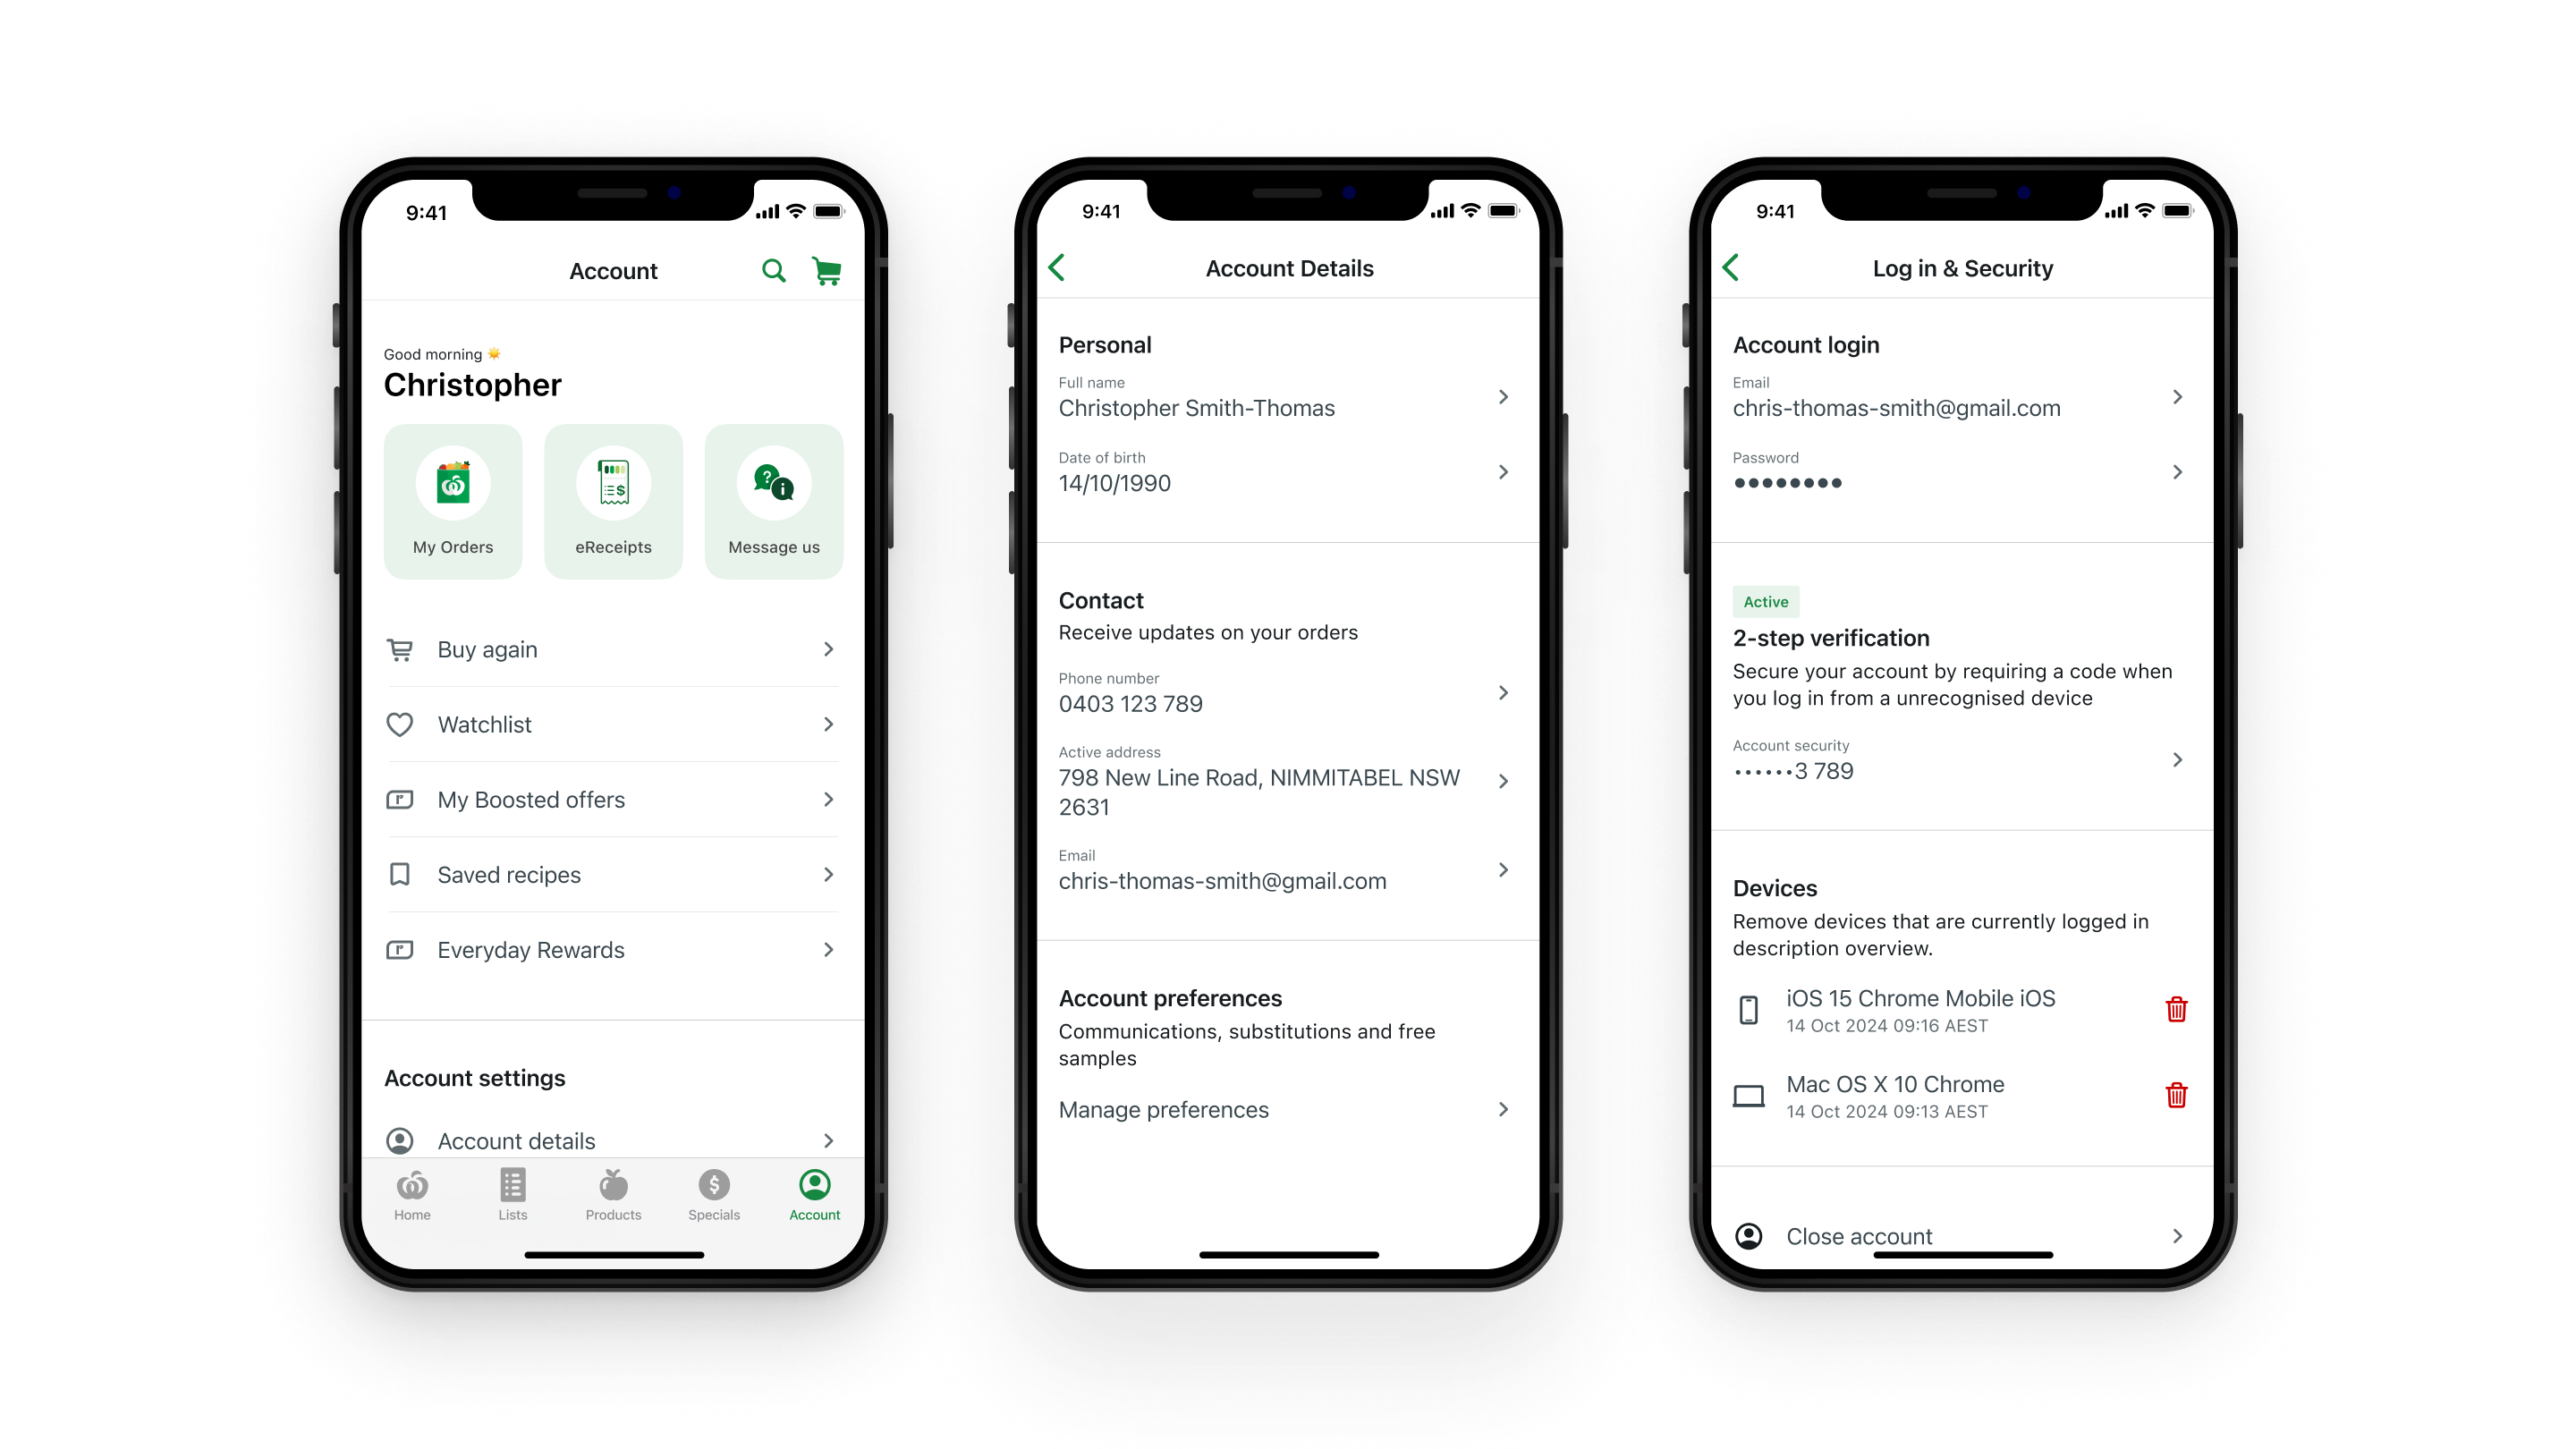 9:41
Account
Good morning
Christopher
My Orders
eReceipts
Message us
Buy again
Watchlist
My Boosted offers
Saved recipes
Everyday Rewards
Account settings
Account details
Home
Lists
Products
Specials
Account
9:41
Account Details
Personal
Full name
Christopher Smith-Thomas
Date of birth
14/10/1990
Contact
Receive updates on your orders
Phone number
0403 123 789
Active address
798 New Line Road, NIMMITABEL NSW
2631
Email
chris-thomas-smith@gmail.com
Account preferences
Communications, substitutions and free
samples
Manage preferences
9:41
Log in & Security
Account login
Email
chris-thomas-smith@gmail.com
Password
••••••••
Active
2-step verification
Secure your account by requiring a code when
you log in from a unrecognised device
Account security
••••••3 789
Devices
Remove devices that are currently logged in
description overview.
iOS 15 Chrome Mobile iOS
14 Oct 2024 09:16 AEST
Mac OS X 10 Chrome
14 Oct 2024 09:13 AEST
Close account